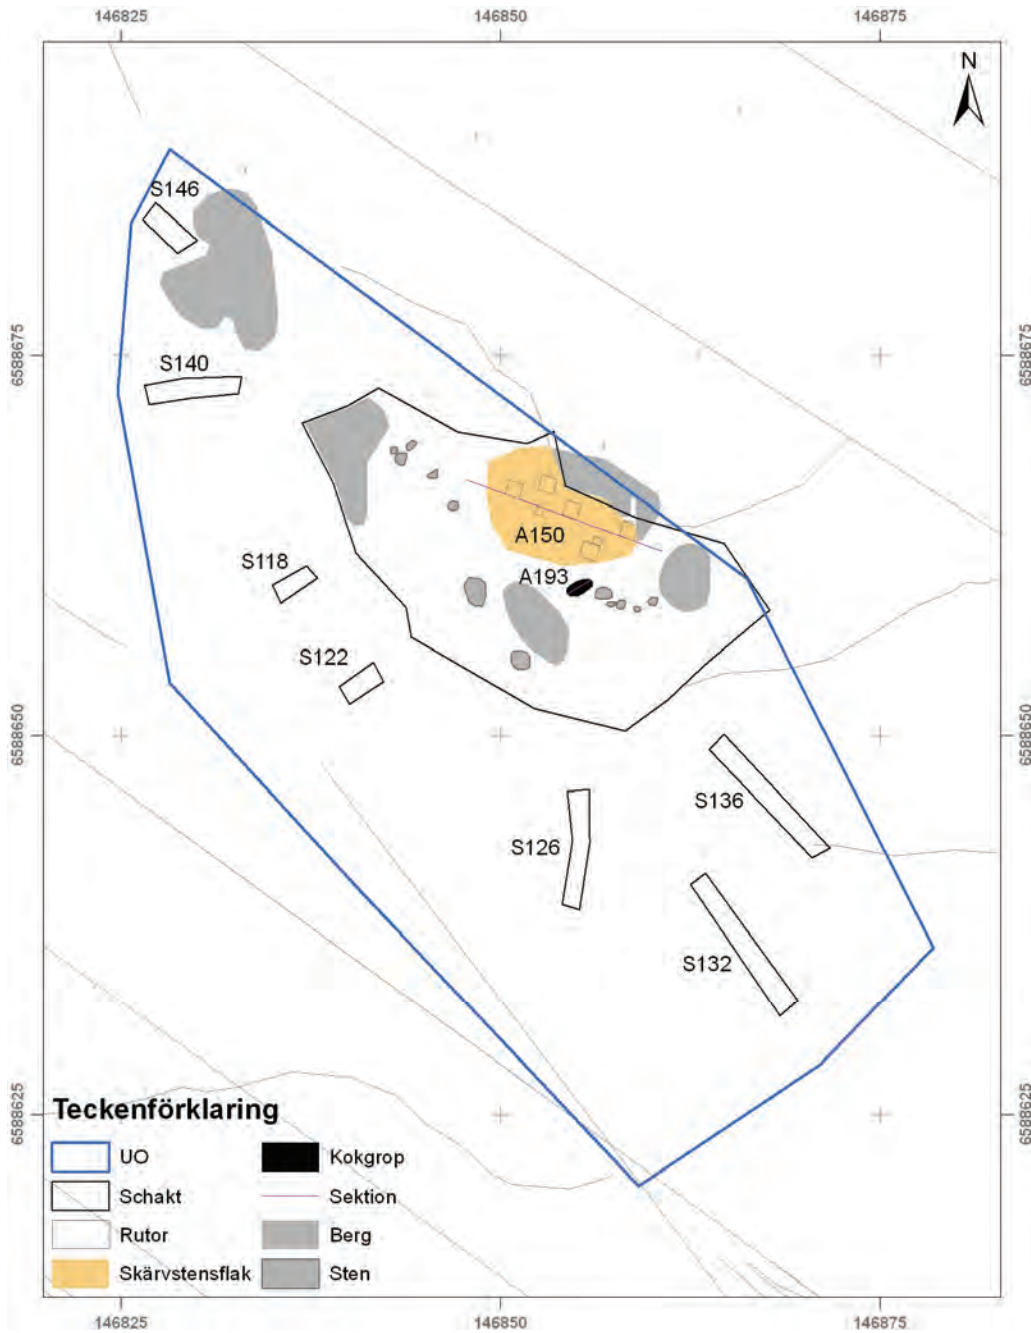 146825 146850 146875
N
S146
6588675 6588675
S140
A150
A193
S118
S122
6588650 6588650
S136
S126
S132
6588625 6588625
Teckenförklaring
UO Kokgrop
Schakt Sektion
Rutor Berg
Skärvstensflak Sten
146825 146850 146875